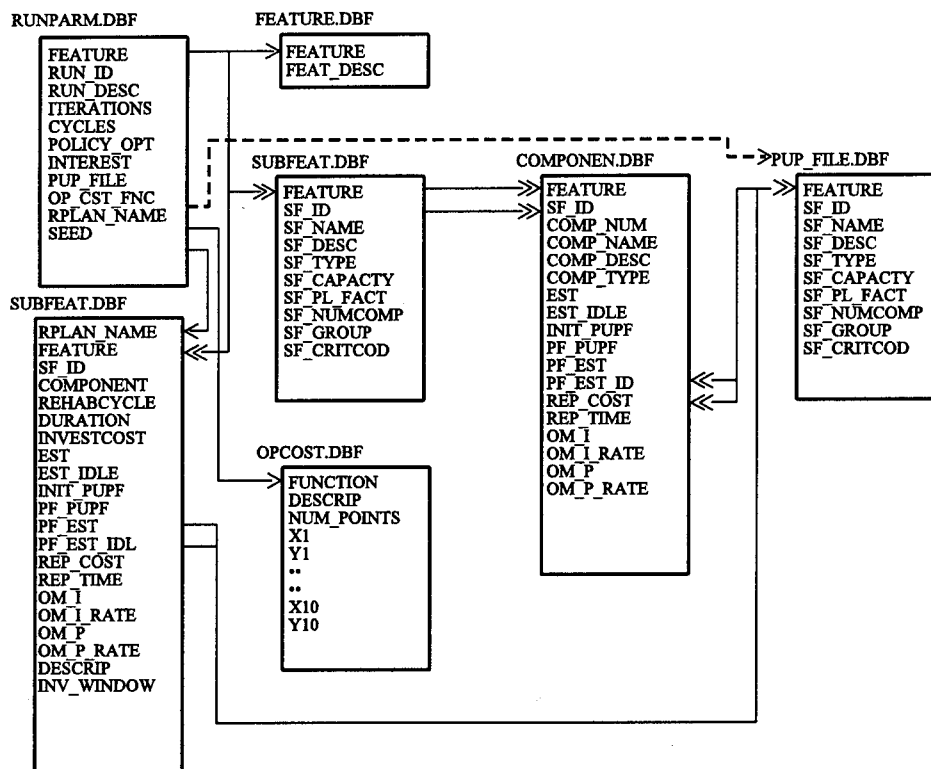 RUNPARM.DBF
FEATURE
RUN_ID
RUN_DESC
ITERATIONS
CYCLES
POLICY_OPT
INTEREST
PUP_FILE
OP_CST_FNC
RPLAN_NAME
SEED
FEATURE.DBF
FEATURE
FEAT_DESC
SUBFEAT.DBF
FEATURE
SF_ID
SF_NAME
SF_DESC
SF_TYPE
SF_CAPACTY
SF_PL_FACT
SF_NUMCOMP
SF_GROUP
SF_CRITCOD
COMPONEN.DBF
FEATURE
SF_ID
COMP_NUM
COMP_NAME
COMP_DESC
COMP_TYPE
EST
EST_IDLE
INIT_PUPF
PF_PUPF
PF_EST
PF_EST_ID
REP_COST
REP_TIME
OM_I
OM_I_RATE
OM_P
OM_P_RATE
PUP_FILE.DBF
FEATURE
SF_ID
SF_NAME
SF_DESC
SF_TYPE
SF_CAPACTY
SF_PL_FACT
SF_NUMCOMP
SF_GROUP
SF_CRITCOD
SUBFEAT.DBF
RPLAN_NAME
FEATURE
SF_ID
COMPONENT
REHABCYCLE
DURATION
INVESTCOST
EST
EST_IDLE
INIT_PUPF
PF_PUPF
PF_EST
PF_EST_IDL
REP_COST
REP_TIME
OM_I
OM_I_RATE
OM_P
OM_P_RATE
DESCRIP
INV_WINDOW
OPCOST.DBF
FUNCTION
DESCRIP
NUM_POINTS
X1
Y1
..
..
X10
Y10